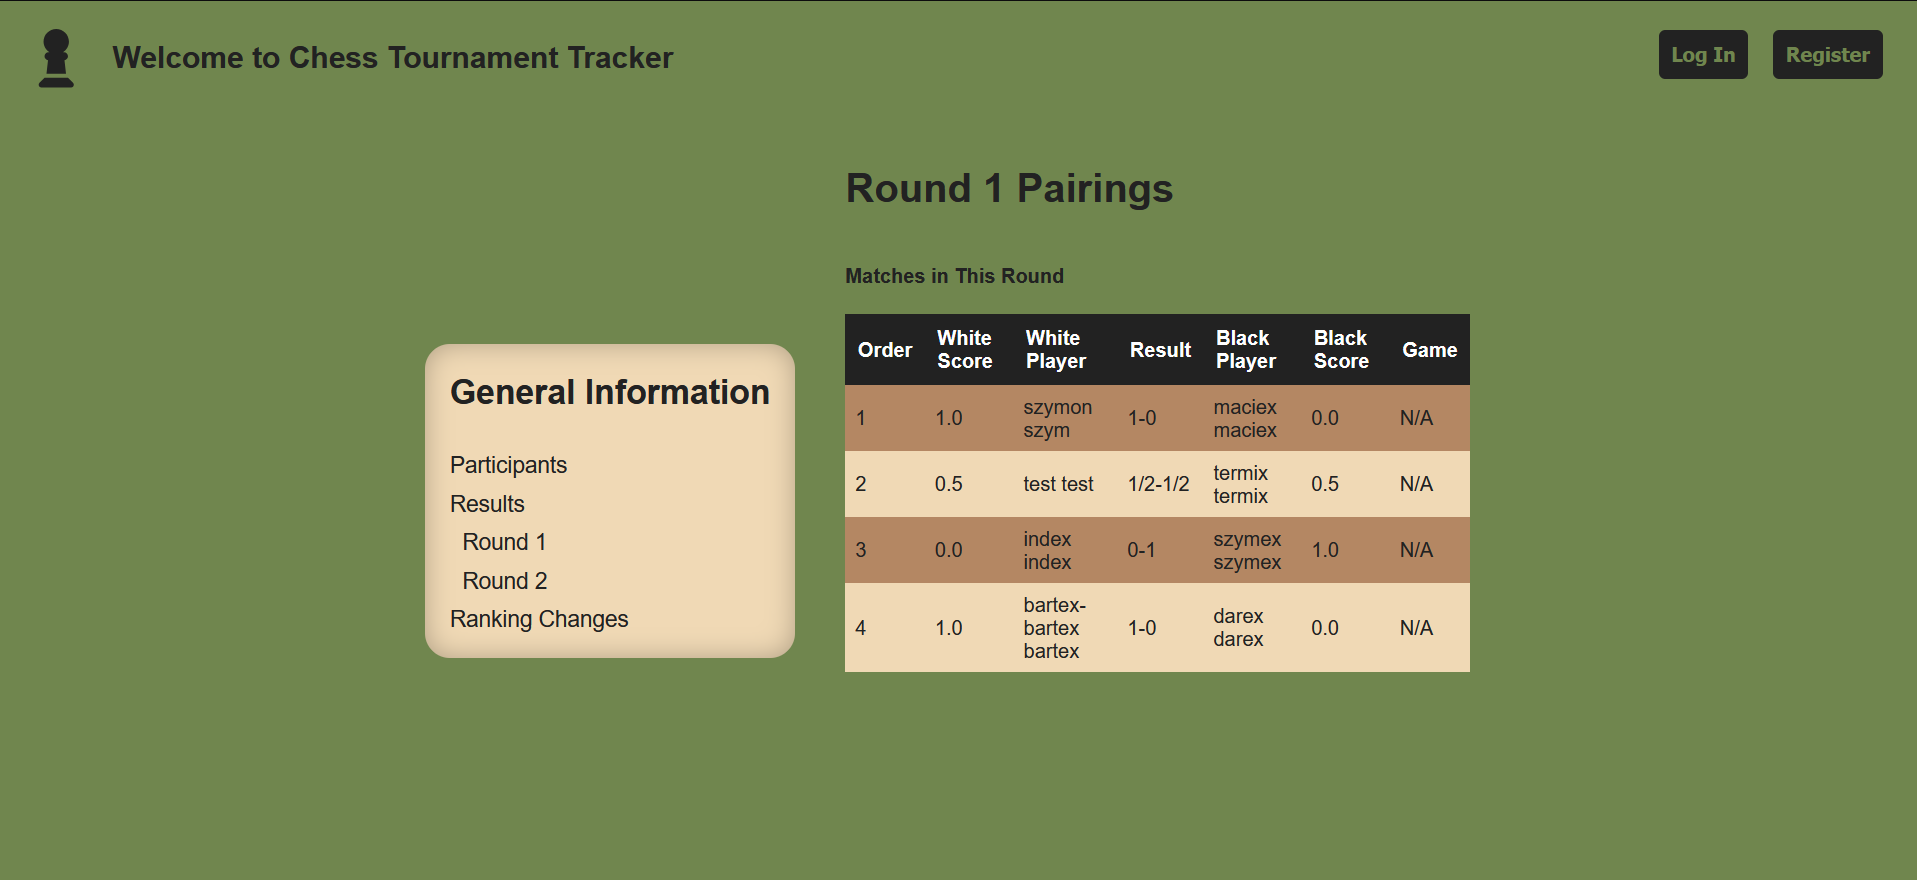 Welcome to Chess Tournament Tracker
Log In
Register
General Information
Participants
Results
Round 1
Round 2
Ranking Changes
Round 1 Pairings
Matches in This Round
Order White Score White Player Result Black Player Black Score Game
1 1.0 szymon szym 1-0 maciex maciex 0.0 N/A
2 0.5 test test 1/2-1/2 termix termix 0.5 N/A
3 0.0 index index 0-1 szymex szymex 1.0 N/A
4 1.0 bartex-bartex bartex 1-0 darex darex 0.0 N/A